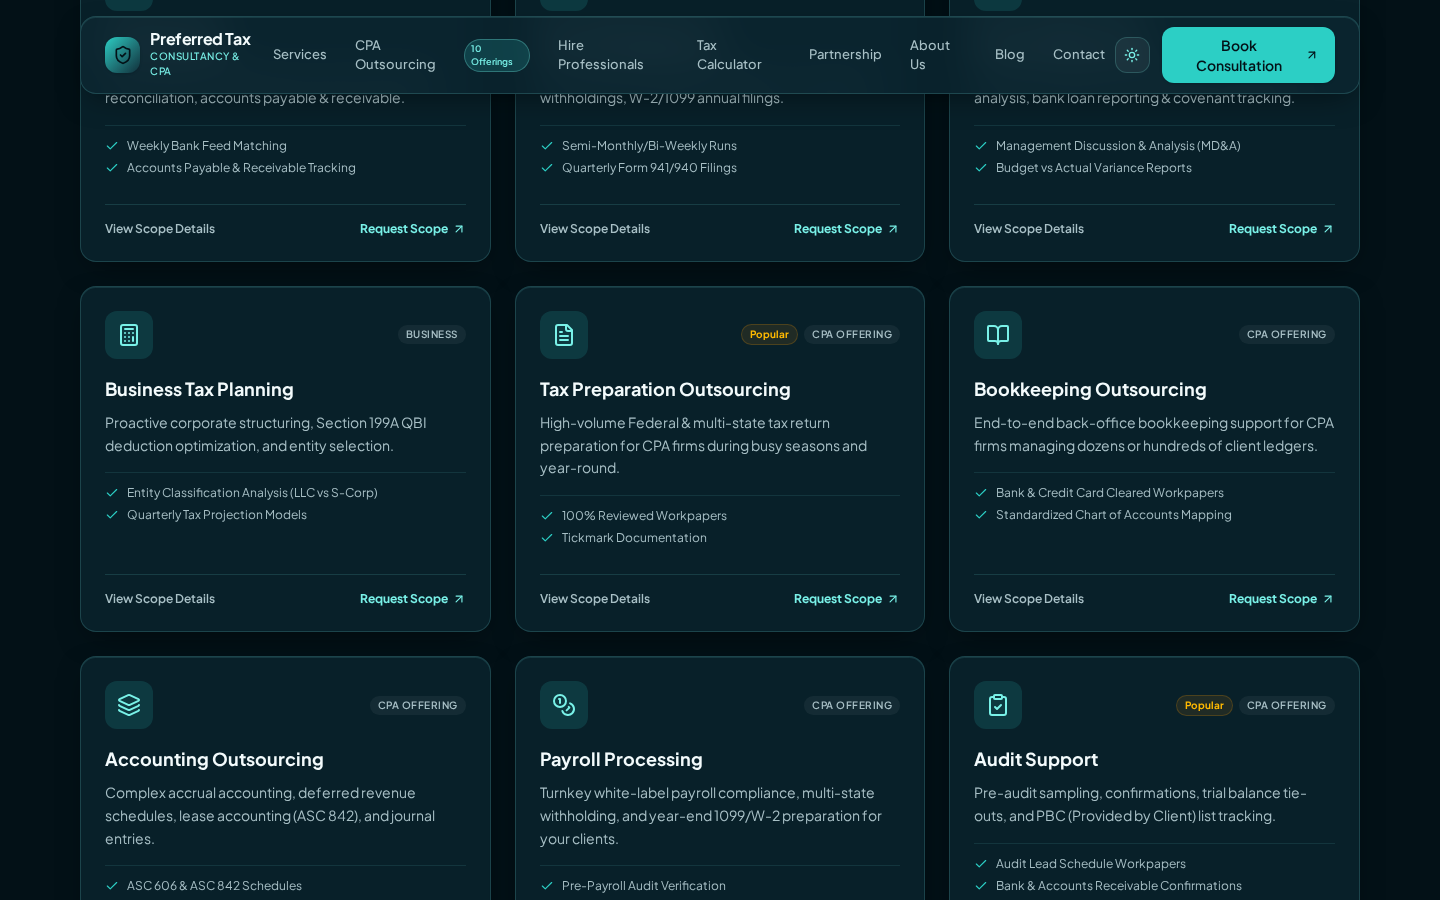 Preferred Tax
CONSULTANCY &
CPA
Services
CPA
Outsourcing
10
Offerings
Hire
Professionals
Tax
Calculator
Partnership
About
Us
Blog
Contact
Book
Consultation
reconciliation, accounts payable & receivable.
Weekly Bank Feed Matching
Accounts Payable & Receivable Tracking
View Scope Details
Request Scope
withholdings, W-2/1099 annual filings.
Semi-Monthly/Bi-Weekly Runs
Quarterly Form 941/940 Filings
View Scope Details
Request Scope
analysis, bank loan reporting & covenant tracking.
Management Discussion & Analysis (MD&A)
Budget vs Actual Variance Reports
View Scope Details
Request Scope
BUSINESS
Business Tax Planning
Proactive corporate structuring, Section 199A QBI
deduction optimization, and entity selection.
Entity Classification Analysis (LLC vs S-Corp)
Quarterly Tax Projection Models
View Scope Details
Request Scope
Popular
CPA OFFERING
Tax Preparation Outsourcing
High-volume Federal & multi-state tax return
preparation for CPA firms during busy seasons and
year-round.
100% Reviewed Workpapers
Tickmark Documentation
View Scope Details
Request Scope
CPA OFFERING
Bookkeeping Outsourcing
End-to-end back-office bookkeeping support for CPA
firms managing dozens or hundreds of client ledgers.
Bank & Credit Card Cleared Workpapers
Standardized Chart of Accounts Mapping
View Scope Details
Request Scope
CPA OFFERING
Accounting Outsourcing
Complex accrual accounting, deferred revenue
schedules, lease accounting (ASC 842), and journal
entries.
ASC 606 & ASC 842 Schedules
CPA OFFERING
Payroll Processing
Turnkey white-label payroll compliance, multi-state
withholding, and year-end 1099/W-2 preparation for
your clients.
Pre-Payroll Audit Verification
Popular
CPA OFFERING
Audit Support
Pre-audit sampling, confirmations, trial balance tie-
outs, and PBC (Provided by Client) list tracking.
Audit Lead Schedule Workpapers
Bank & Accounts Receivable Confirmations